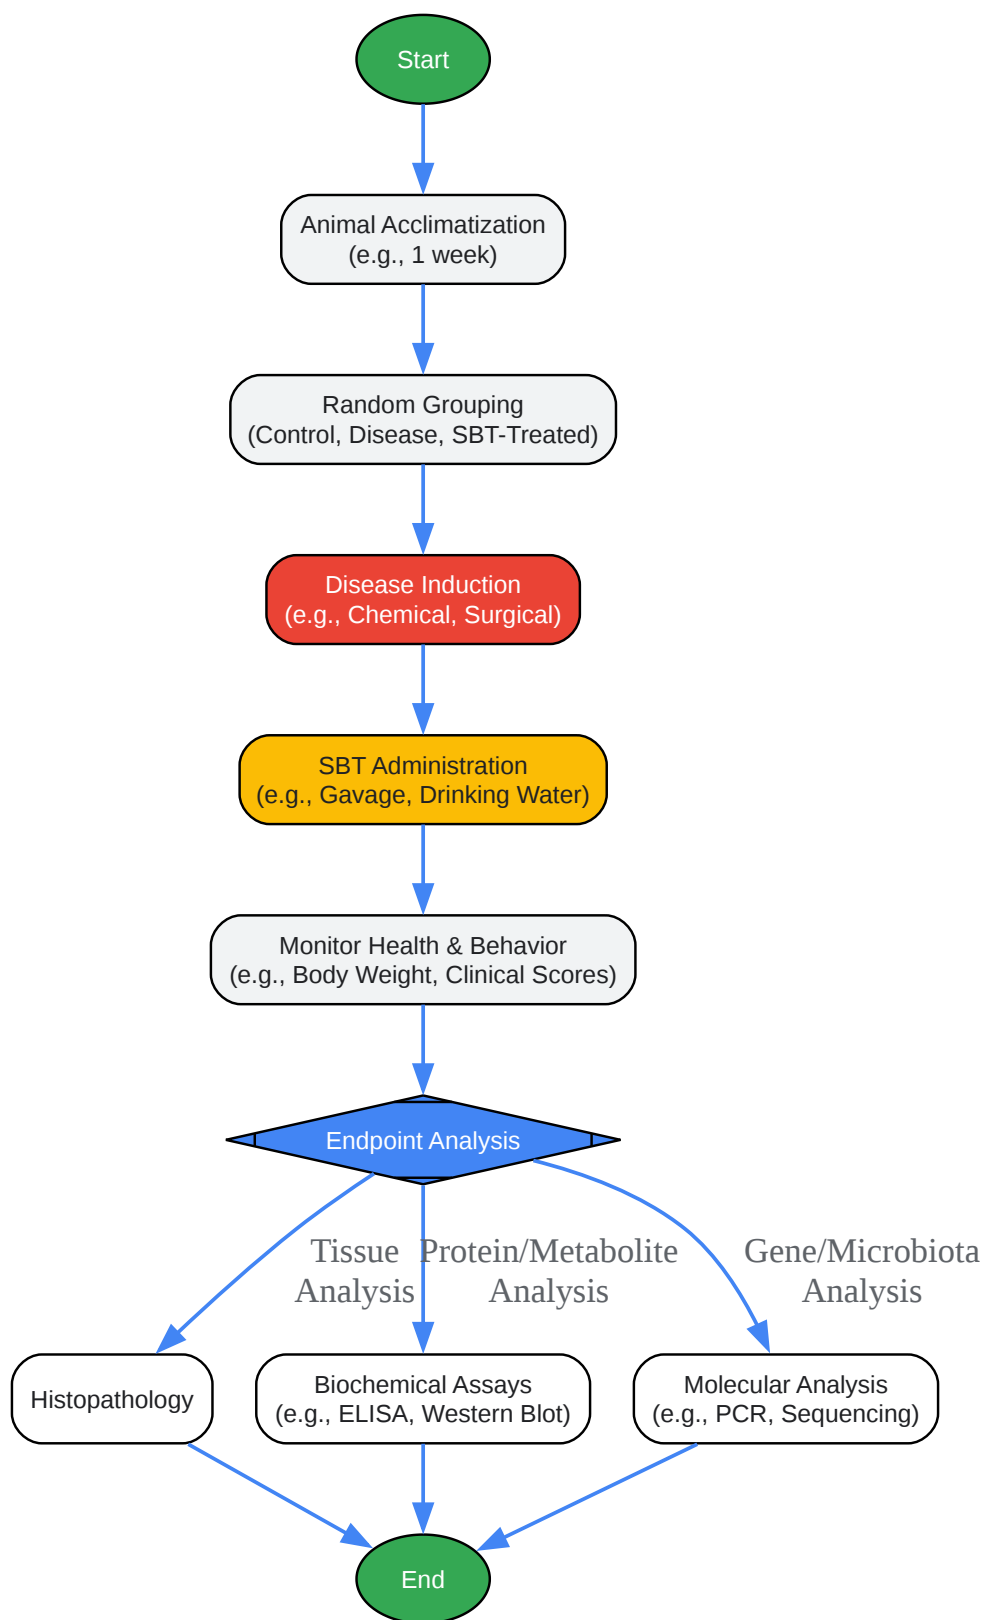 Start
Animal Acclimatization
(e.g., 1 week)
Random Grouping
(Control, Disease, SBT-Treated)
Disease Induction
(e.g., Chemical, Surgical)
SBT Administration
(e.g., Gavage, Drinking Water)
Monitor Health & Behavior
(e.g., Body Weight, Clinical Scores)
Endpoint Analysis
Tissue
Analysis
Protein/Metabolite
Analysis
Gene/Microbiota
Analysis
Histopathology
Biochemical Assays
(e.g., ELISA, Western Blot)
Molecular Analysis
(e.g., PCR, Sequencing)
End